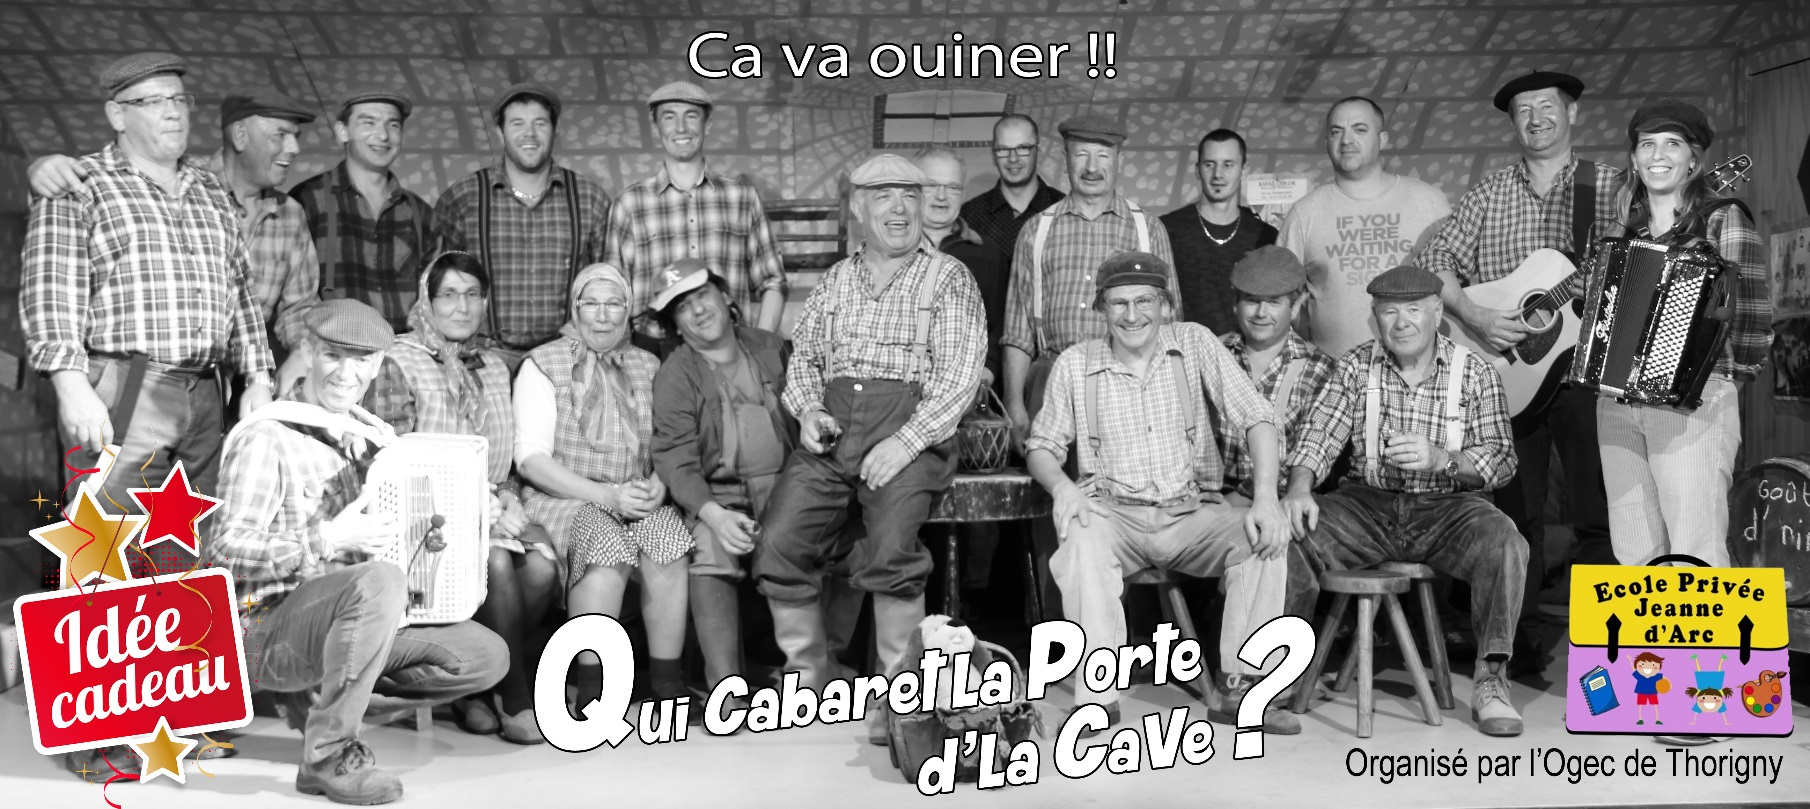 Ca va ouiner !!
IF YOU
WERE
WAITING
FOR A
Goût
d'
Idée
cadeau
Qui Cabaret La Porte
d'La CaVe ?
Ecole Privée
Jeanne
d'Arc
Organisé par l'Ogec de Thorigny